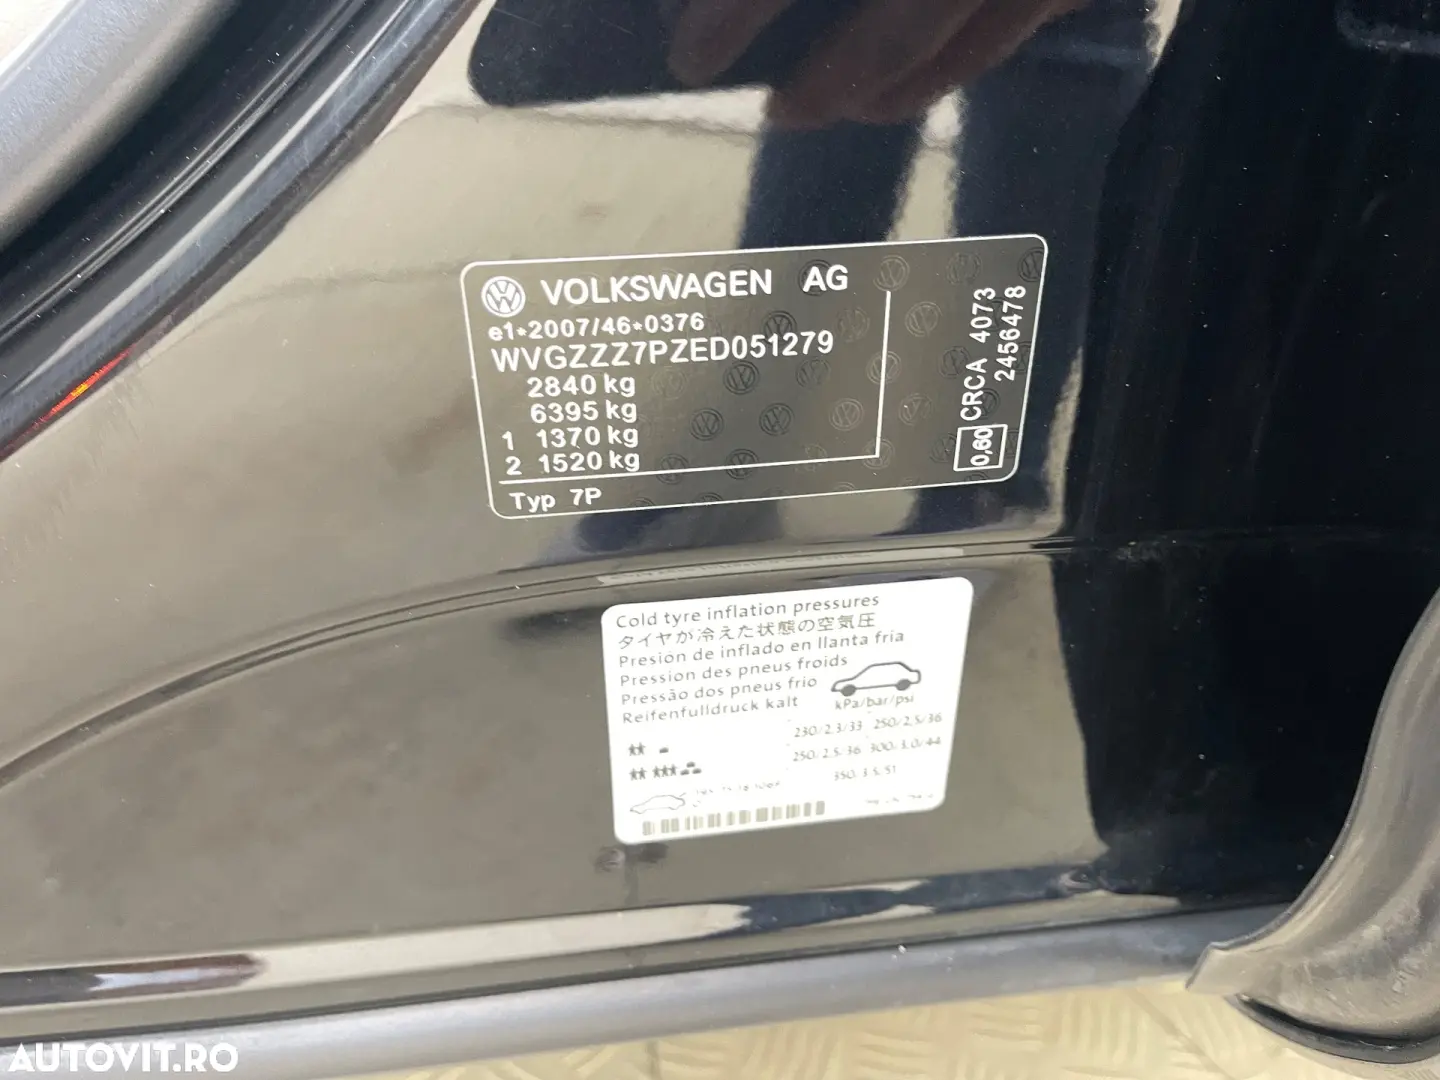 VOLKSWAGEN AG
e1*2007/46*0376
WVGZZZ7PZED051279
2840 kg
6395 kg
1 1370 kg
2 1520 kg
Typ 7P
CRCA 4073
2456478
0,60
Cold tyre inflation pressures
タイヤが冷えた状態の空気圧
Presión de inflado en llanta fria
Pression des pneus froids
Pressão dos pneus frio
Reifenfülldruck kalt
kPa/bar/psi
230/2.3/33 250/2.5/36
250/2.5/36 300/3.0/44
350/3.5/51
AUTOVIT.RO